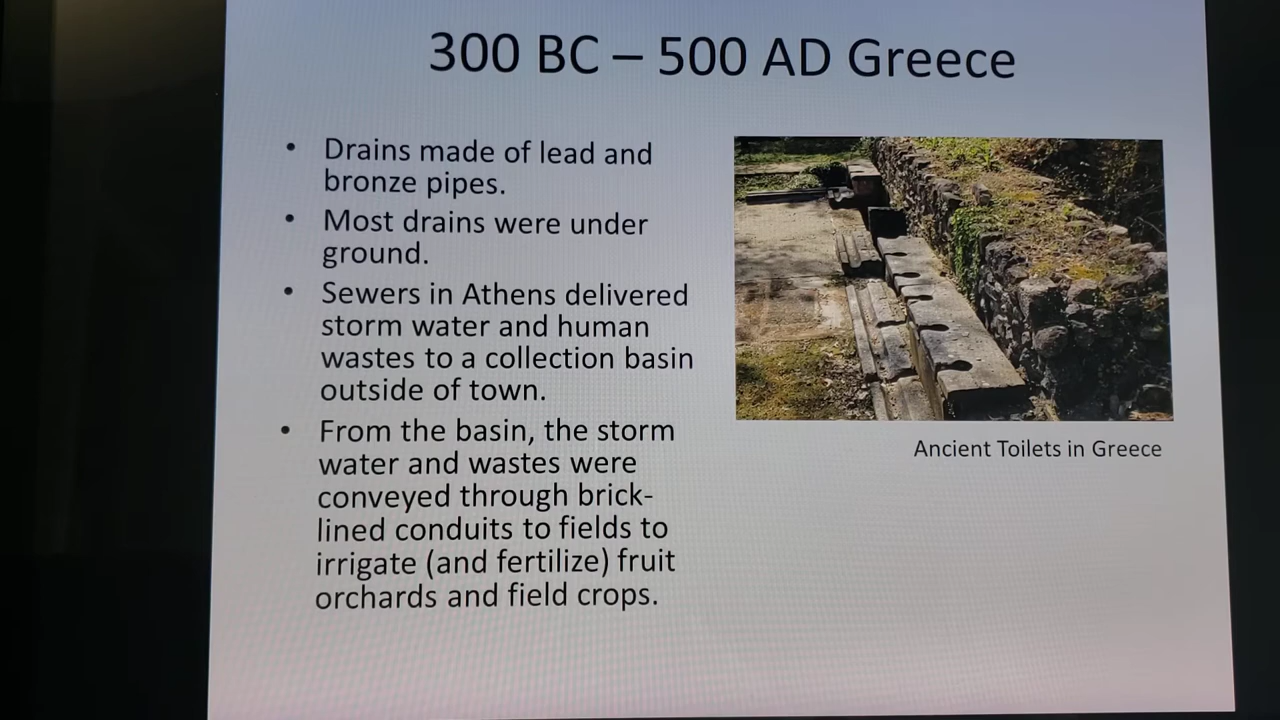 300 BC – 500 AD Greece
• Drains made of lead and
bronze pipes.
• Most drains were under
ground.
• Sewers in Athens delivered
storm water and human
wastes to a collection basin
outside of town.
• From the basin, the storm
water and wastes were
conveyed through brick-
lined conduits to fields to
irrigate (and fertilize) fruit
orchards and field crops.
Ancient Toilets in Greece